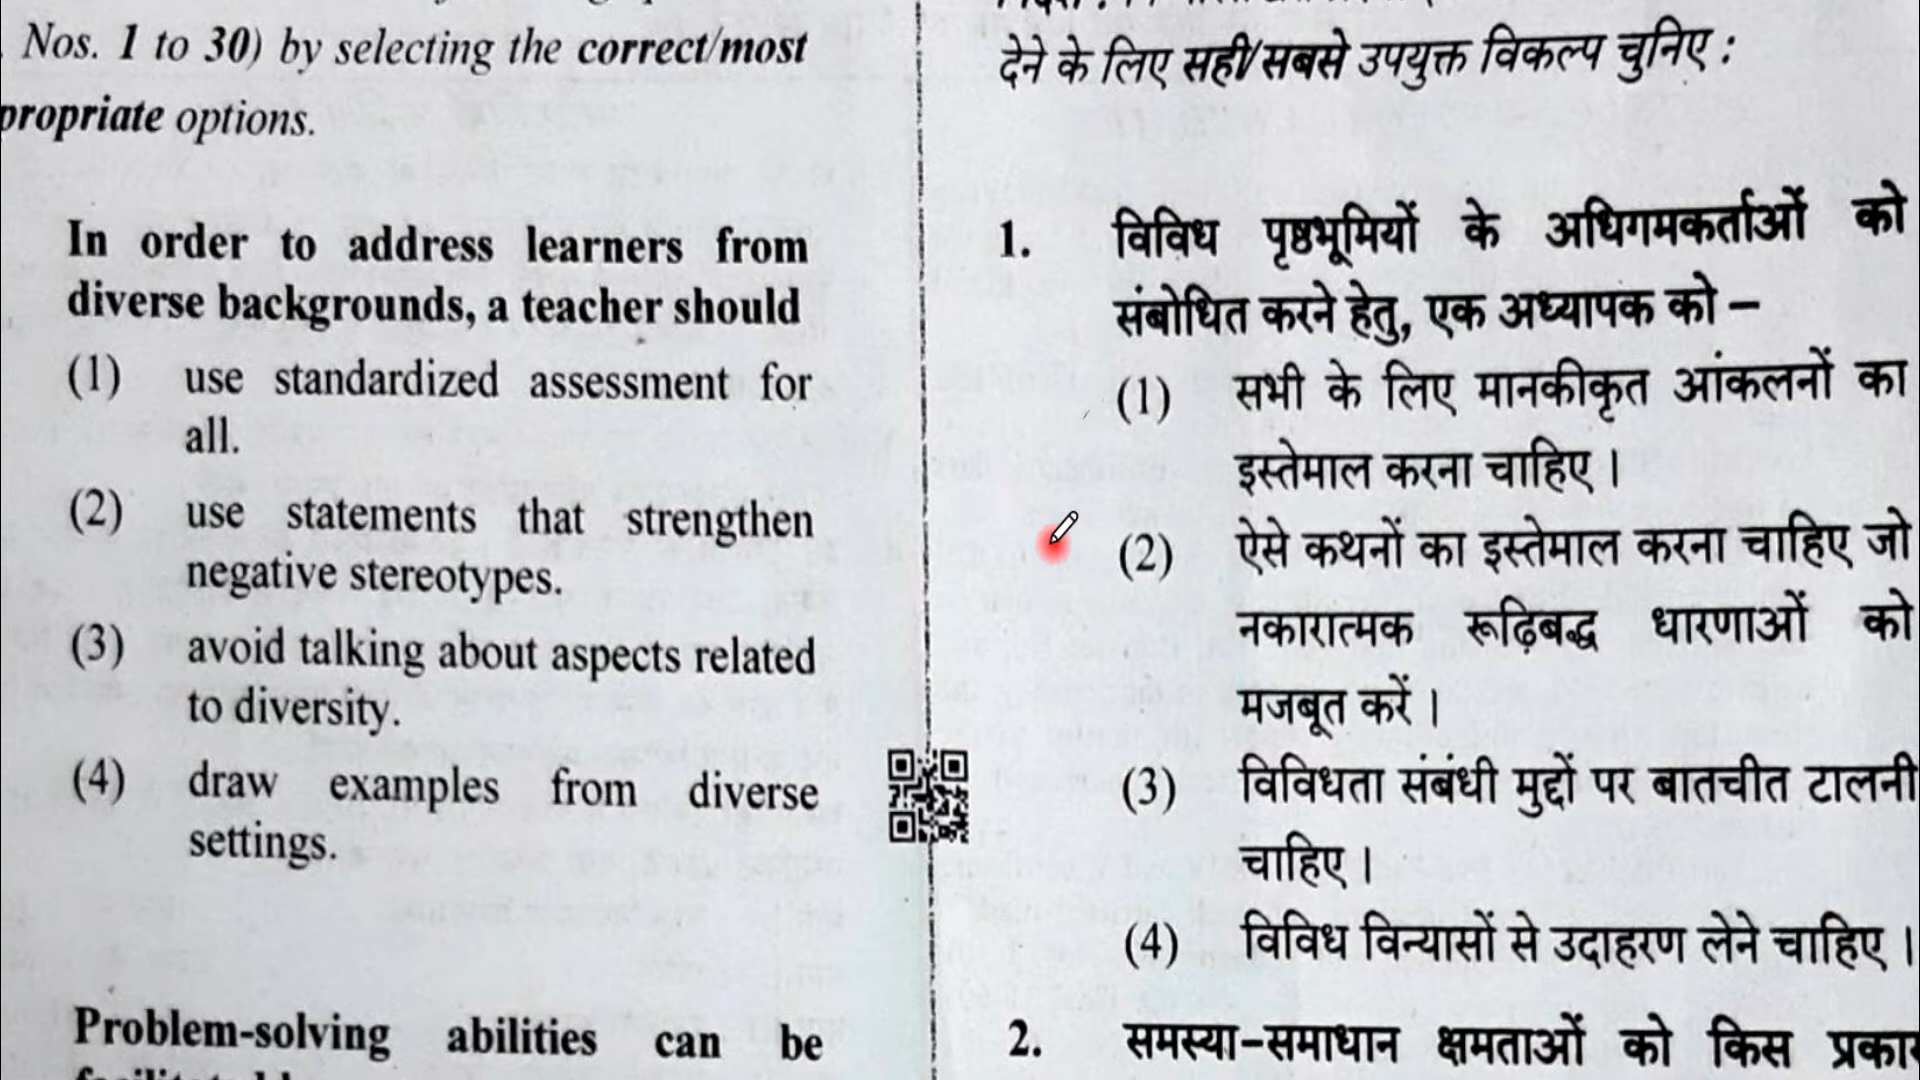 Nos. 1 to 30) by selecting the correct/most
propriate options.
In order to address learners from
diverse backgrounds, a teacher should
(1) use standardized assessment for
all.
(2) use statements that strengthen
negative stereotypes.
(3) avoid talking about aspects related
to diversity.
(4) draw examples from diverse
settings.
Problem-solving abilities can be
देने के लिए सही/सबसे उपयुक्त विकल्प चुनिए :
1. विविध पृष्ठभूमियों के अधिगमकर्ताओं को
संबोधित करने हेतु, एक अध्यापक को –
(1) सभी के लिए मानकीकृत आंकलनों का
इस्तेमाल करना चाहिए।
(2) ऐसे कथनों का इस्तेमाल करना चाहिए जो
नकारात्मक रूढ़िबद्ध धारणाओं को
मजबूत करें।
(3) विविधता संबंधी मुद्दों पर बातचीत टालनी
चाहिए।
(4) विविध विन्यासों से उदाहरण लेने चाहिए।
2. समस्या-समाधान क्षमताओं को किस प्रकार